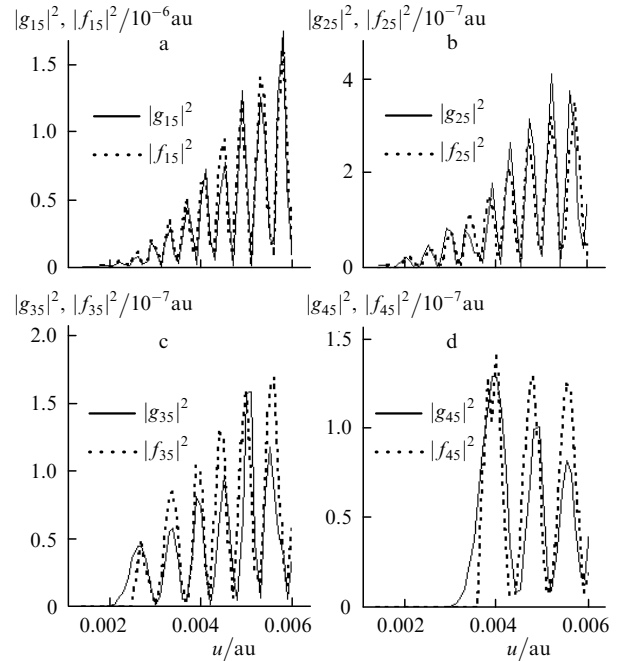 |g₁₅|², |f₁₅|²/10⁻⁶au
a
1.5
1.0
0.5
0
|g₁₅|²
|f₁₅|²
|g₂₅|², |f₂₅|²/10⁻⁷au
b
4
2
0
|g₂₅|²
|f₂₅|²
|g₃₅|², |f₃₅|²/10⁻⁷au
c
2.0
1.5
1.0
0.5
0
|g₃₅|²
|f₃₅|²
0.002 0.004 0.006
u/au
|g₄₅|², |f₄₅|²/10⁻⁷au
d
1.5
1.0
0.5
0
|g₄₅|²
|f₄₅|²
0.002 0.004 0.006
u/au